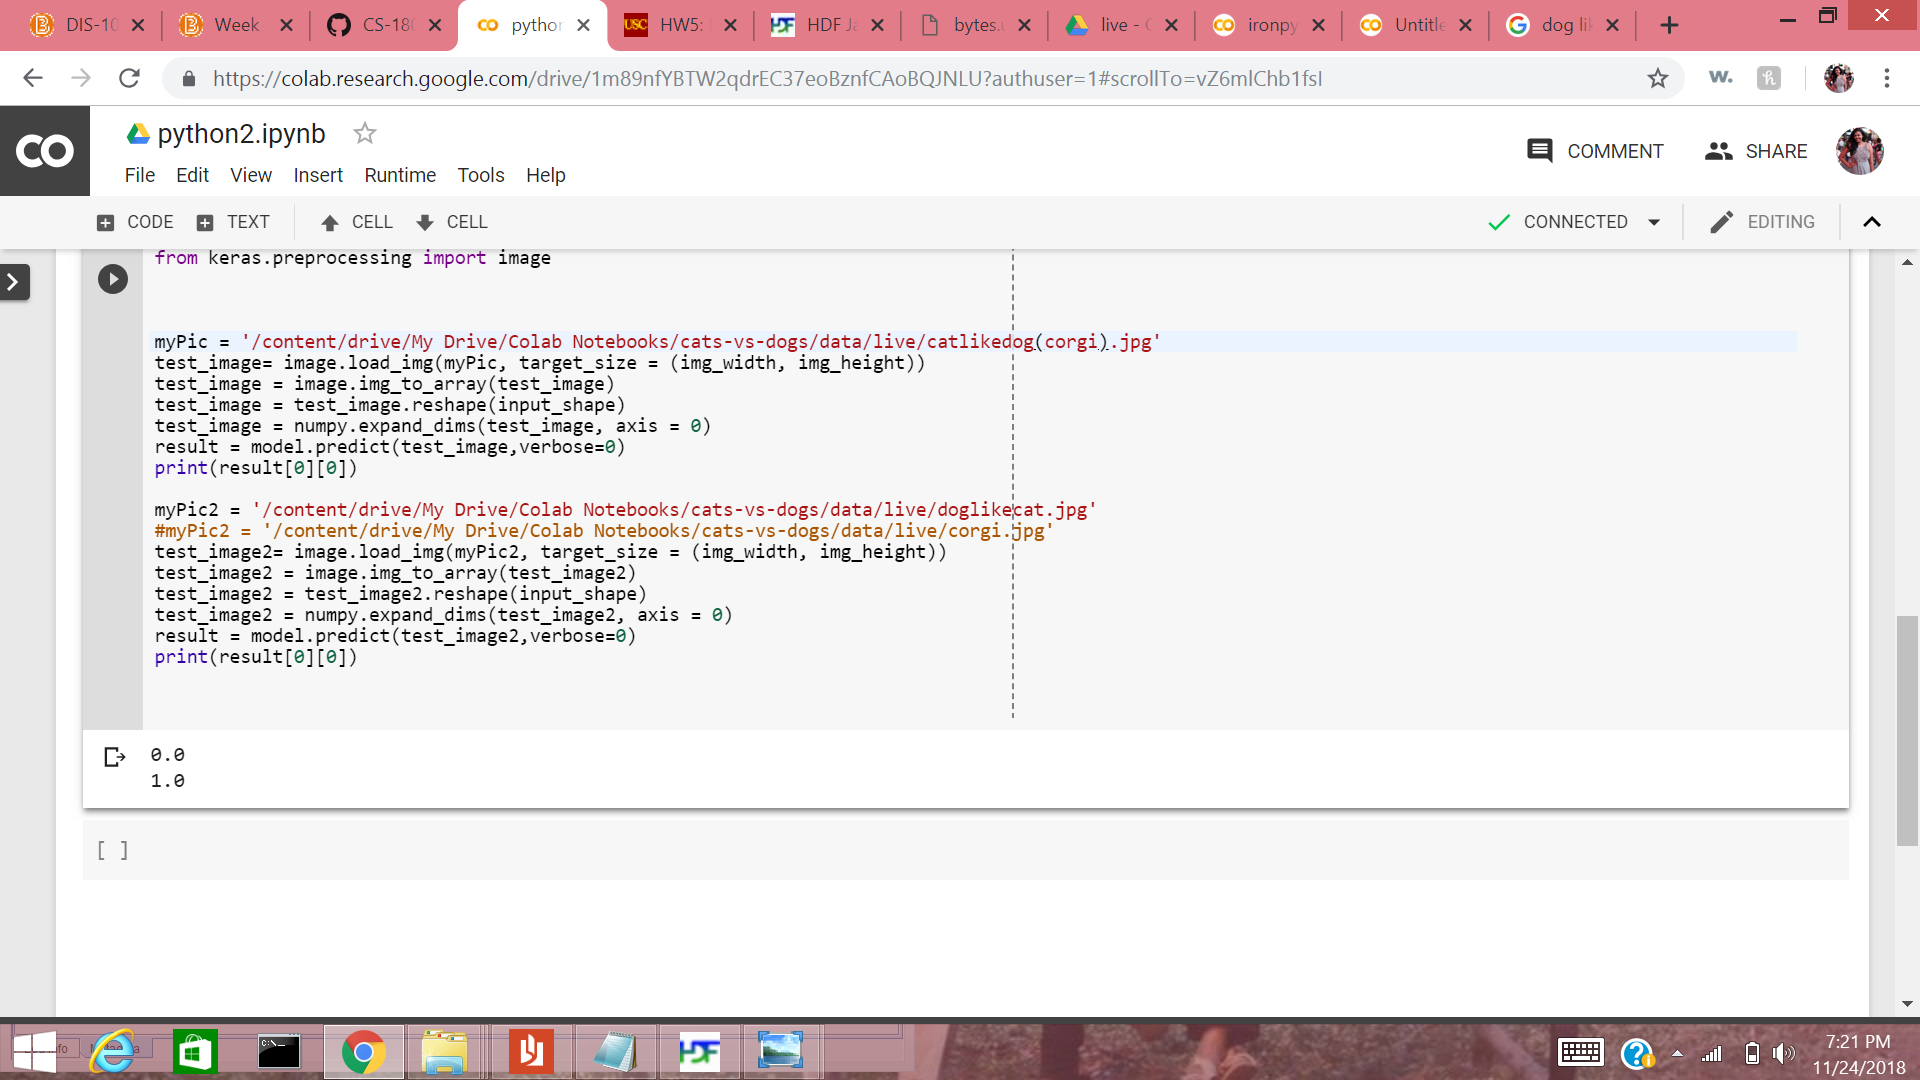 DIS-10
Week
CS-180
python
HW5:
HDF Ja
bytes.u
live - G
ironpy
Untitle
dog lik
https://colab.research.google.com/drive/1m89nfYBTW2qdrEC37eoBznfCAoBQJNLU?authuser=1#scrollTo=vZ6mlChb1fsI
python2.ipynb
COMMENT
SHARE
File Edit View Insert Runtime Tools Help
CODE TEXT CELL CELL
CONNECTED
EDITING
from keras.preprocessing import image
myPic = '/content/drive/My Drive/Colab Notebooks/cats-vs-dogs/data/live/catlikedog(corgi).jpg'
test_image= image.load_img(myPic, target_size = (img_width, img_height))
test_image = image.img_to_array(test_image)
test_image = test_image.reshape(input_shape)
test_image = numpy.expand_dims(test_image, axis = 0)
result = model.predict(test_image,verbose=0)
print(result[0][0])
myPic2 = '/content/drive/My Drive/Colab Notebooks/cats-vs-dogs/data/live/doglikecat.jpg'
#myPic2 = '/content/drive/My Drive/Colab Notebooks/cats-vs-dogs/data/live/corgi.jpg'
test_image2= image.load_img(myPic2, target_size = (img_width, img_height))
test_image2 = image.img_to_array(test_image2)
test_image2 = test_image2.reshape(input_shape)
test_image2 = numpy.expand_dims(test_image2, axis = 0)
result = model.predict(test_image2,verbose=0)
print(result[0][0])
0.0
1.0
[ ]
7:21 PM
11/24/2018